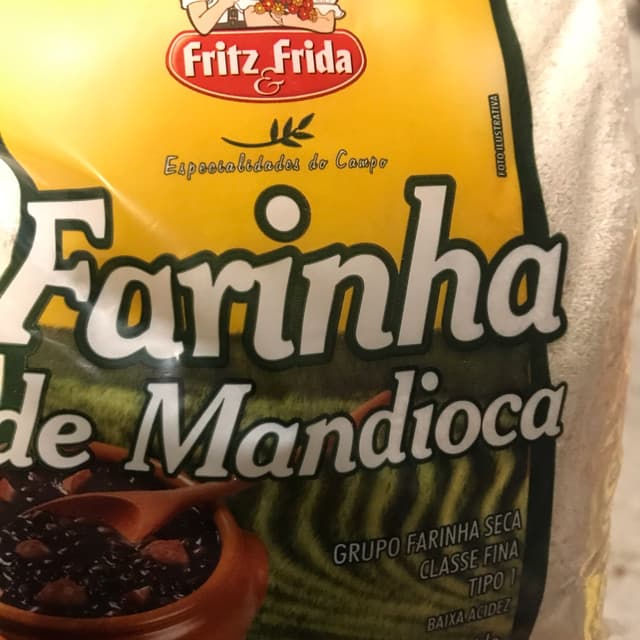 Fritz & Frida
Especialidades do Campo
FOTO ILUSTRATIVA
Farinha
de Mandioca
GRUPO FARINHA SECA
CLASSE FINA
TIPO 1
BAIXA ACIDEZ